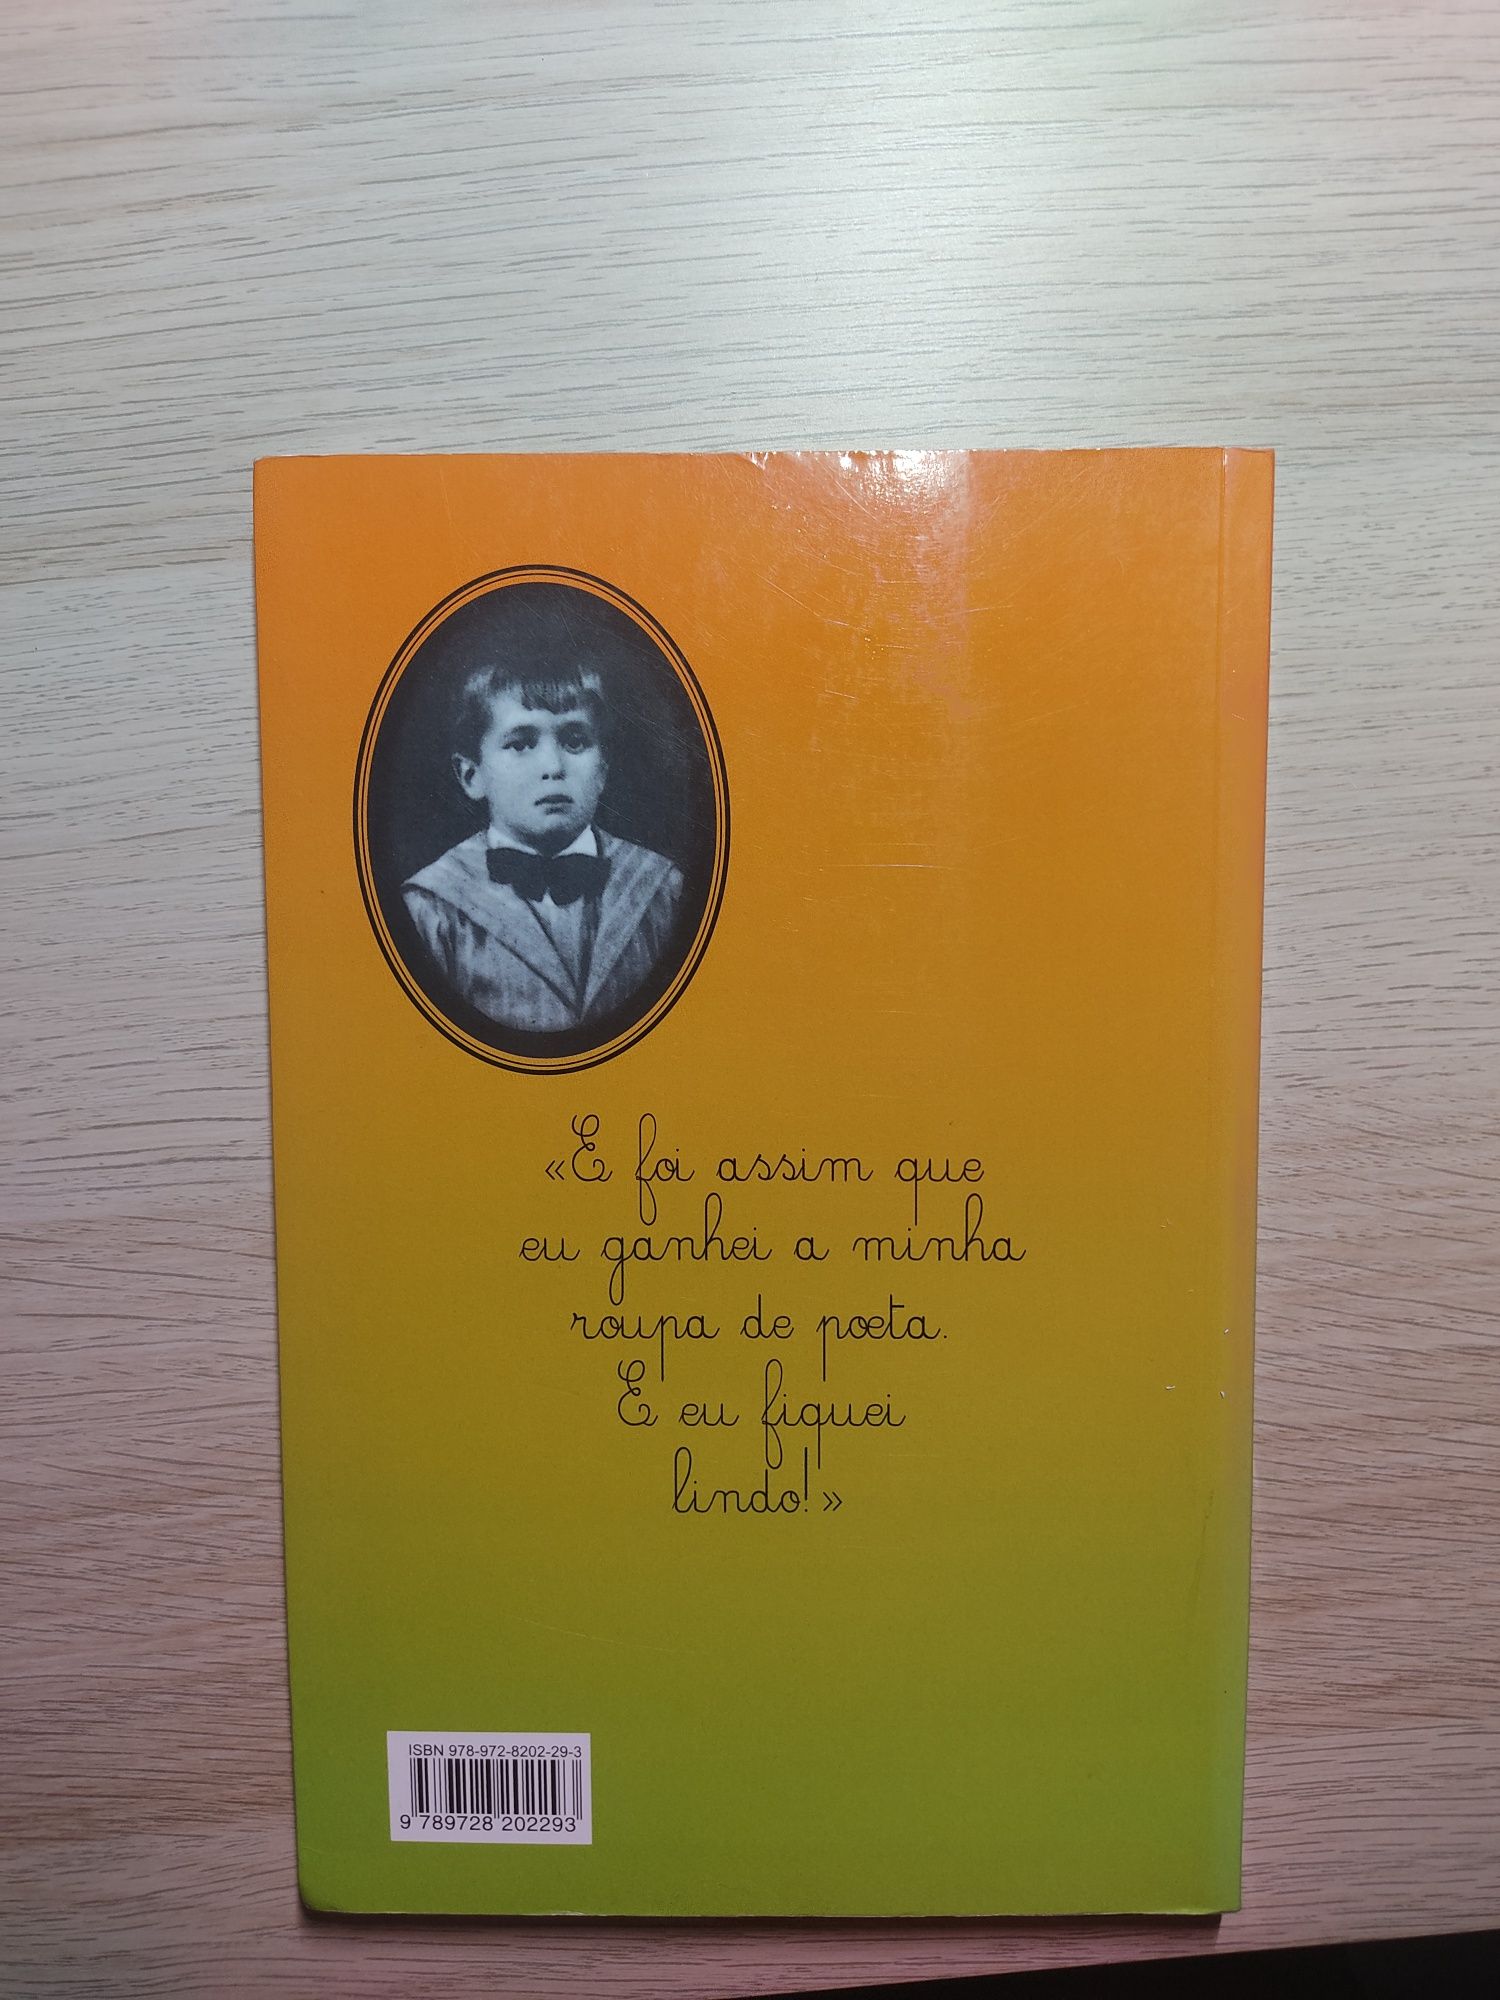 «E foi assim que
eu ganhei a minha
roupa de poeta.
E eu fiquei
lindo!»
ISBN 978-972-8202-29-3
9 789728 202293